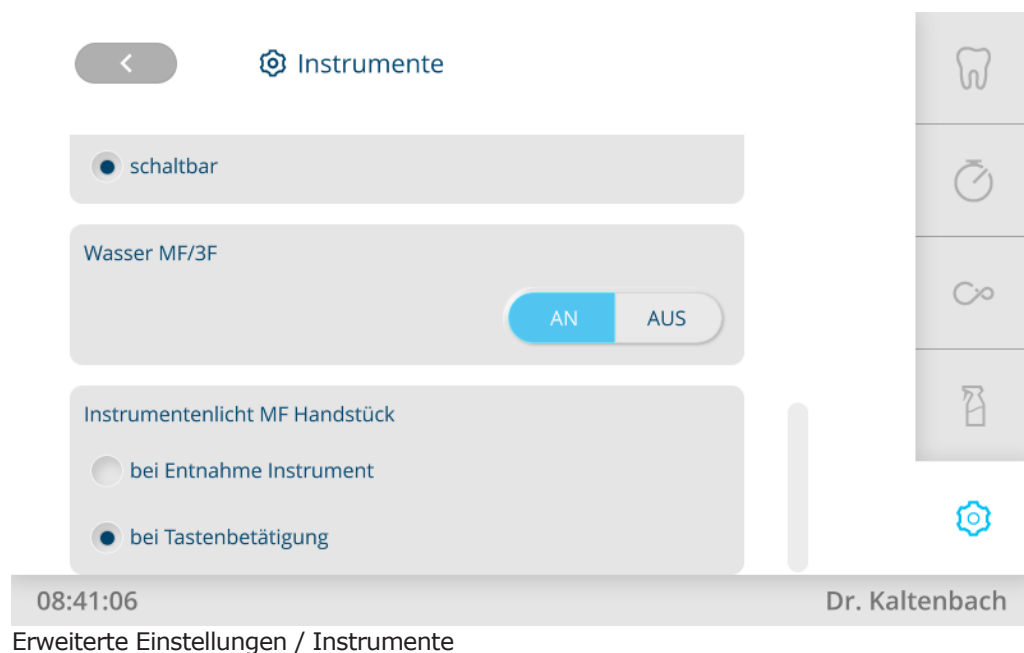 Instrumente
schaltbar
Wasser MF/3F
AN AUS
Instrumentenlicht MF Handstück
bei Entnahme Instrument
bei Tastenbetätigung
08:41:06 Dr. Kaltenbach
Erweiterte Einstellungen / Instrumente